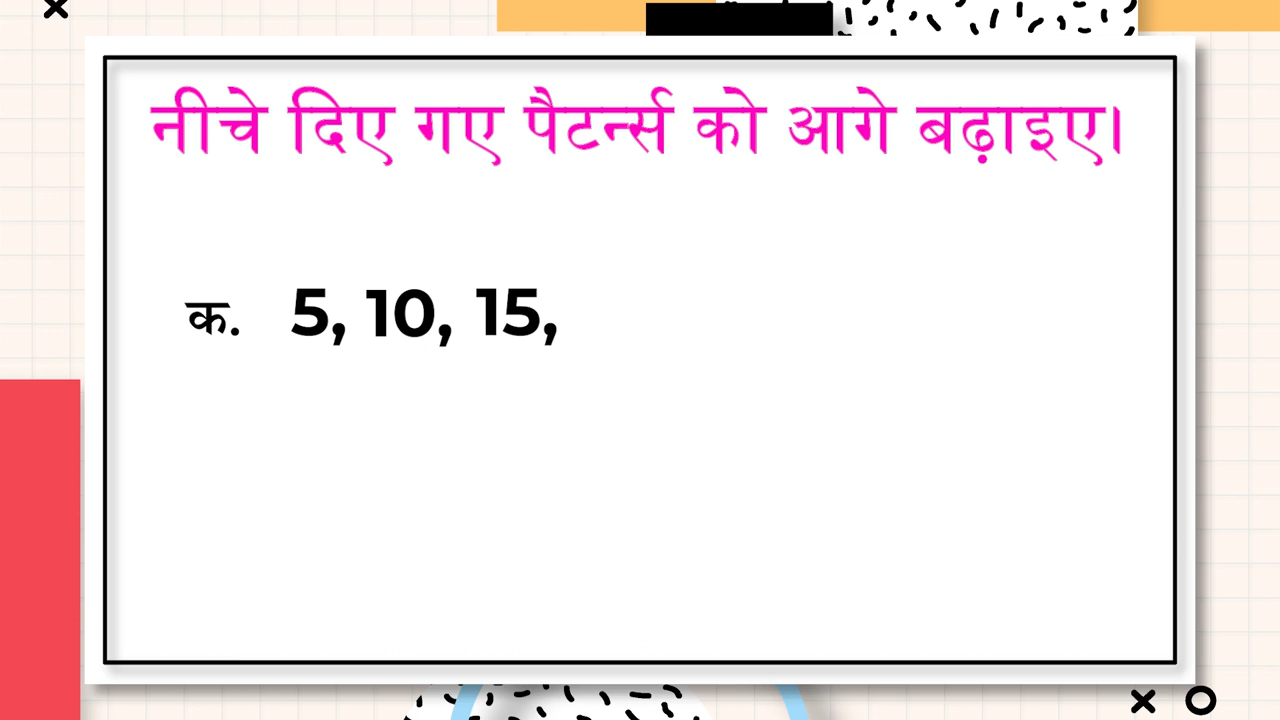 नीचे दिए गए पैटर्न्स को आगे बढ़ाइए।
क. 5, 10, 15,